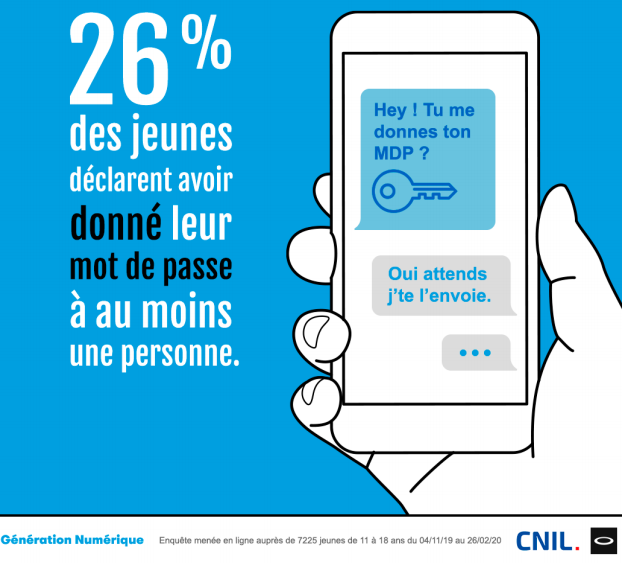 26%
des jeunes
déclarent avoir
donné leur
mot de passe
à au moins
une personne.
Hey ! Tu me
donnes ton
MDP ?
Oui attends
j’te l’envoie.
...
Génération Numérique
Enquête menée en ligne auprès de 7225 jeunes de 11 à 18 ans du 04/11/19 au 26/02/20
CNIL.